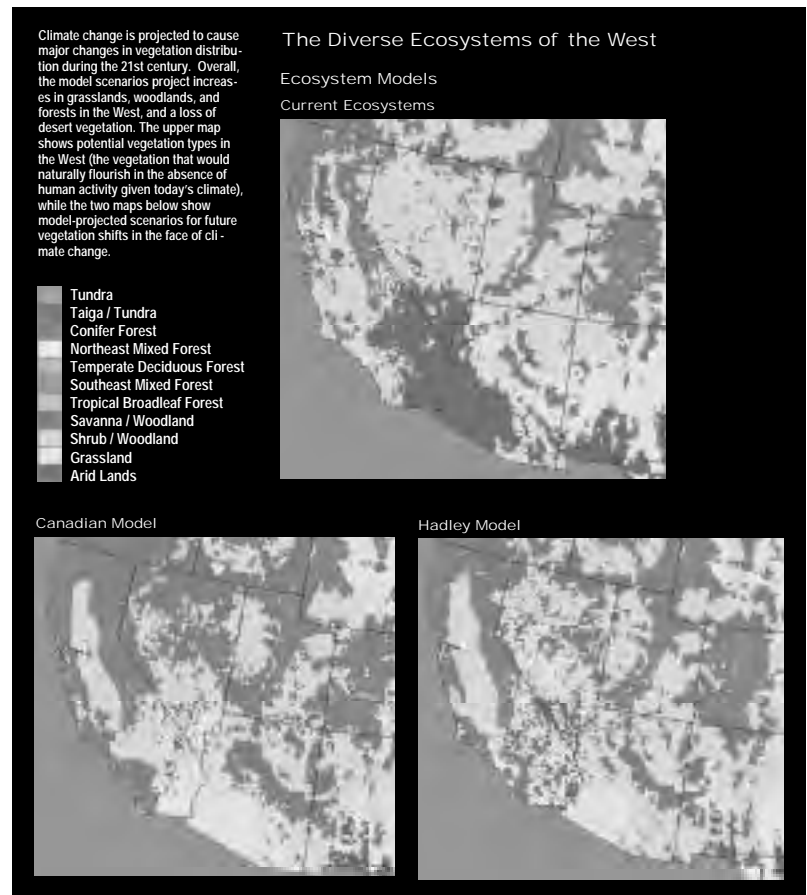 Climate change is projected to cause
major changes in vegetation distribu-
tion during the 21st century. Overall,
the model scenarios project increas-
es in grasslands, woodlands, and
forests in the West, and a loss of
desert vegetation. The upper map
shows potential vegetation types in
the West (the vegetation that would
naturally flourish in the absence of
human activity given today's climate),
while the two maps below show
model-projected scenarios for future
vegetation shifts in the face of cli -
mate change.
The Diverse Ecosystems of the West
Ecosystem Models
Current Ecosystems
Tundra
Taiga / Tundra
Conifer Forest
Northeast Mixed Forest
Temperate Deciduous Forest
Southeast Mixed Forest
Tropical Broadleaf Forest
Savanna / Woodland
Shrub / Woodland
Grassland
Arid Lands
Canadian Model
Hadley Model